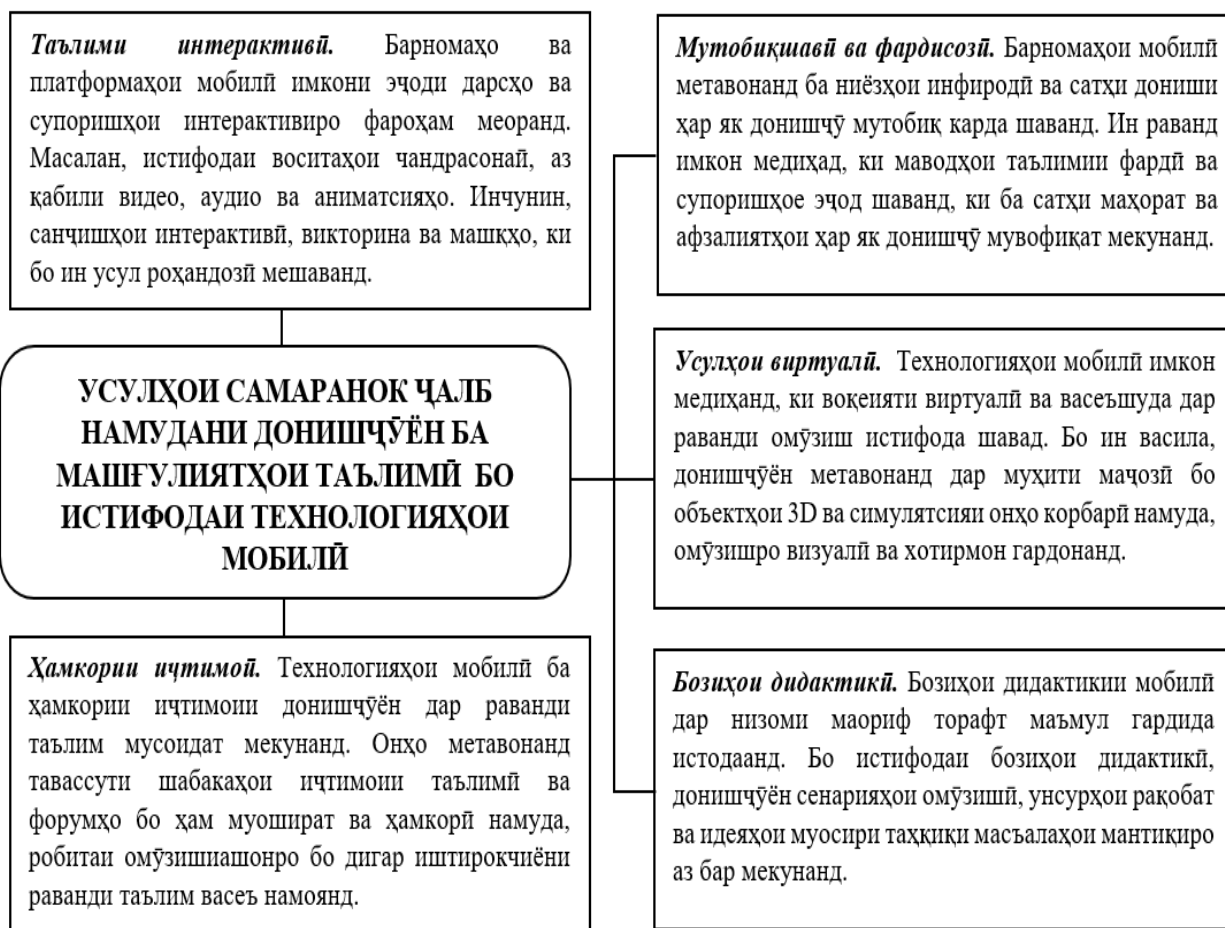 Таълими интерактивӣ. Барномаҳо ва
платформаҳои мобилӣ имкони эҷоди дарсҳо ва
супоришҳои интерактивиро фароҳам меоранд.
Масалан, истифодаи воситаҳои чандрасонаӣ, аз
қабили видео, аудио ва аниматсияҳо. Инчунин,
санҷишҳои интерактивӣ, викторина ва машқҳо, ки
бо ин усул роҳандозӣ мешаванд.
УСУЛҲОИ САМАРАНОК ҶАЛБ
НАМУДАНИ ДОНИШҶӮЁН БА
МАШҒУЛИЯТҲОИ ТАЪЛИМӢ БО
ИСТИФОДАИ ТЕХНОЛОГИЯҲОИ
МОБИЛӢ
Ҳамкории иҷтимоӣ. Технологияҳои мобилӣ ба
ҳамкории иҷтимоии донишҷӯён дар раванди
таълим мусоидат мекунанд. Онҳо метавонанд
тавассути шабакаҳои иҷтимоии таълимӣ ва
форумҳо бо ҳам муошират ва ҳамкорӣ намуда,
робитаи омӯзишиашонро бо дигар иштирокчиёни
раванди таълим васеъ намоянд.
Мутобиқшавӣ ва фардисозӣ. Барномаҳои мобилӣ
метавонанд ба ниёзҳои инфиродӣ ва сатҳи дониши
ҳар як донишҷӯ мутобиқ карда шаванд. Ин раванд
имкон медиҳад, ки маводҳои таълимии фардӣ ва
супоришҳое эҷод шаванд, ки ба сатҳи маҳорат ва
афзалиятҳои ҳар як донишҷӯ мувофиқат мекунанд.
Усулҳои виртуалӣ. Технологияҳои мобилӣ имкон
медиҳанд, ки воқеияти виртуалӣ ва васеъшуда дар
раванди омӯзиш истифода шавад. Бо ин васила,
донишҷӯён метавонанд дар муҳити маҷозӣ бо
объектҳои 3D ва симулятсияи онҳо корбарӣ намуда,
омӯзишро визуалӣ ва хотирмон гардонанд.
Бозиҳои дидактикӣ. Бозиҳои дидактикии мобилӣ
дар низоми маориф торафт маъмул гардида
истодаанд. Бо истифодаи бозиҳои дидактикӣ,
донишҷӯён сенарияҳои омӯзишӣ, унсурҳои рақобат
ва идеяҳои муосири таҳқиқи масъалаҳои мантиқиро
аз бар мекунанд.